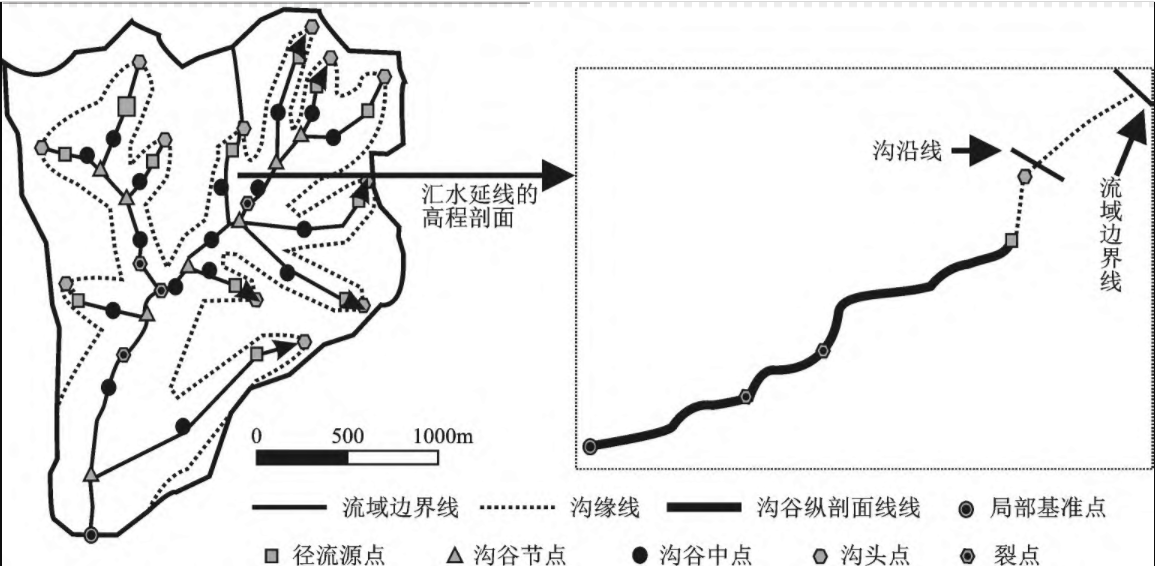 沟沿线
流域边界线
汇水延线的
高程剖面
0 500 1000m
流域边界线 沟缘线 沟谷纵剖面线线 局部基准点
径流源点 沟谷节点 沟谷中点 沟头点 裂点